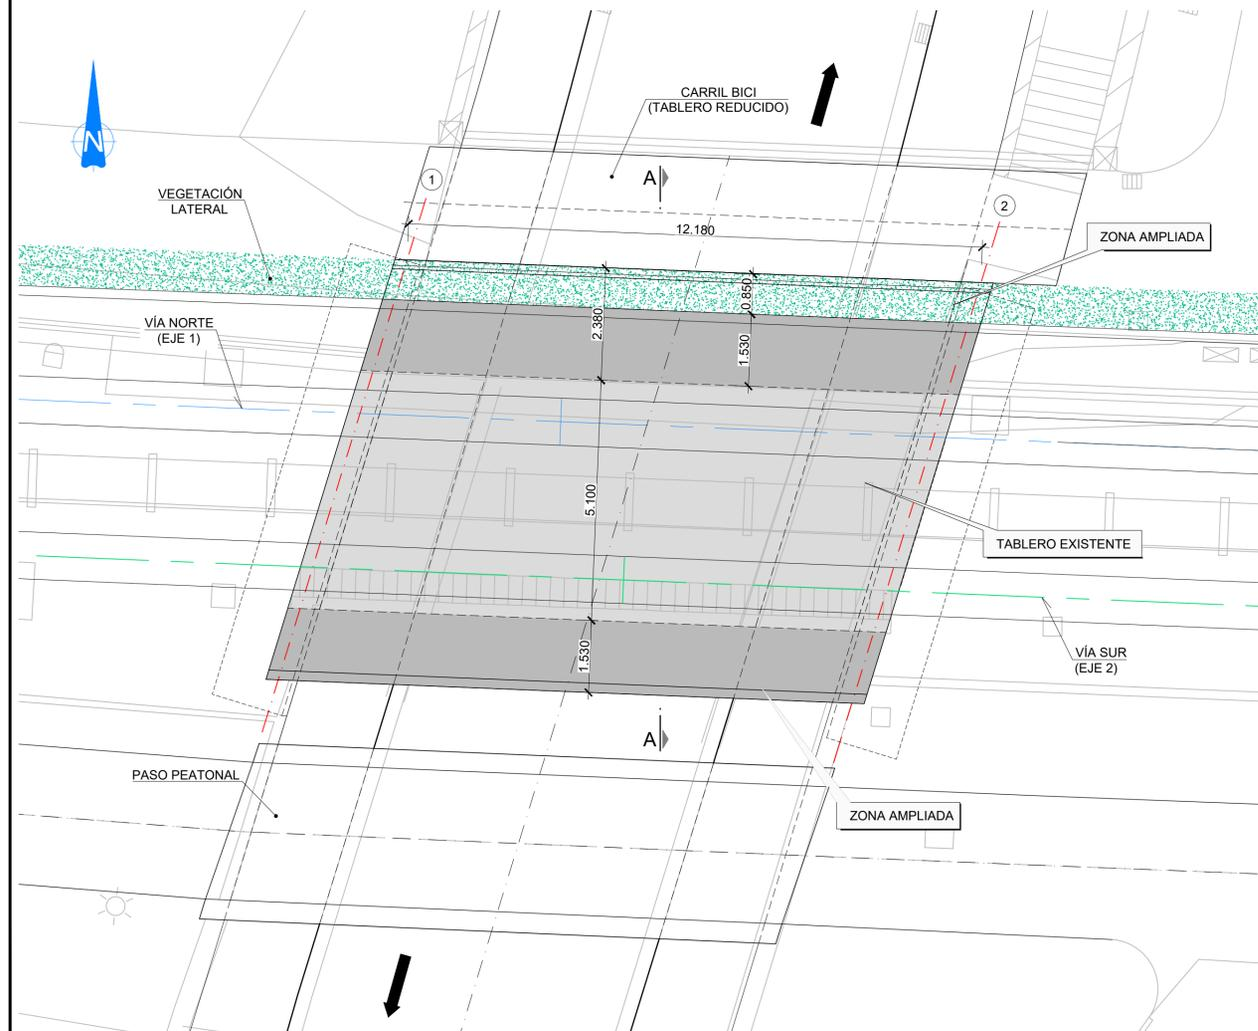 CARRIL BICI
(TABLERO REDUCIDO)
N
A
1
VEGETACIÓN
LATERAL
2
12.180
ZONA AMPLIADA
0.850
2.380
VÍA NORTE
(EJE 1)
1.530
5.100
TABLERO EXISTENTE
1.530
VÍA SUR
(EJE 2)
A
PASO PEATONAL
ZONA AMPLIADA